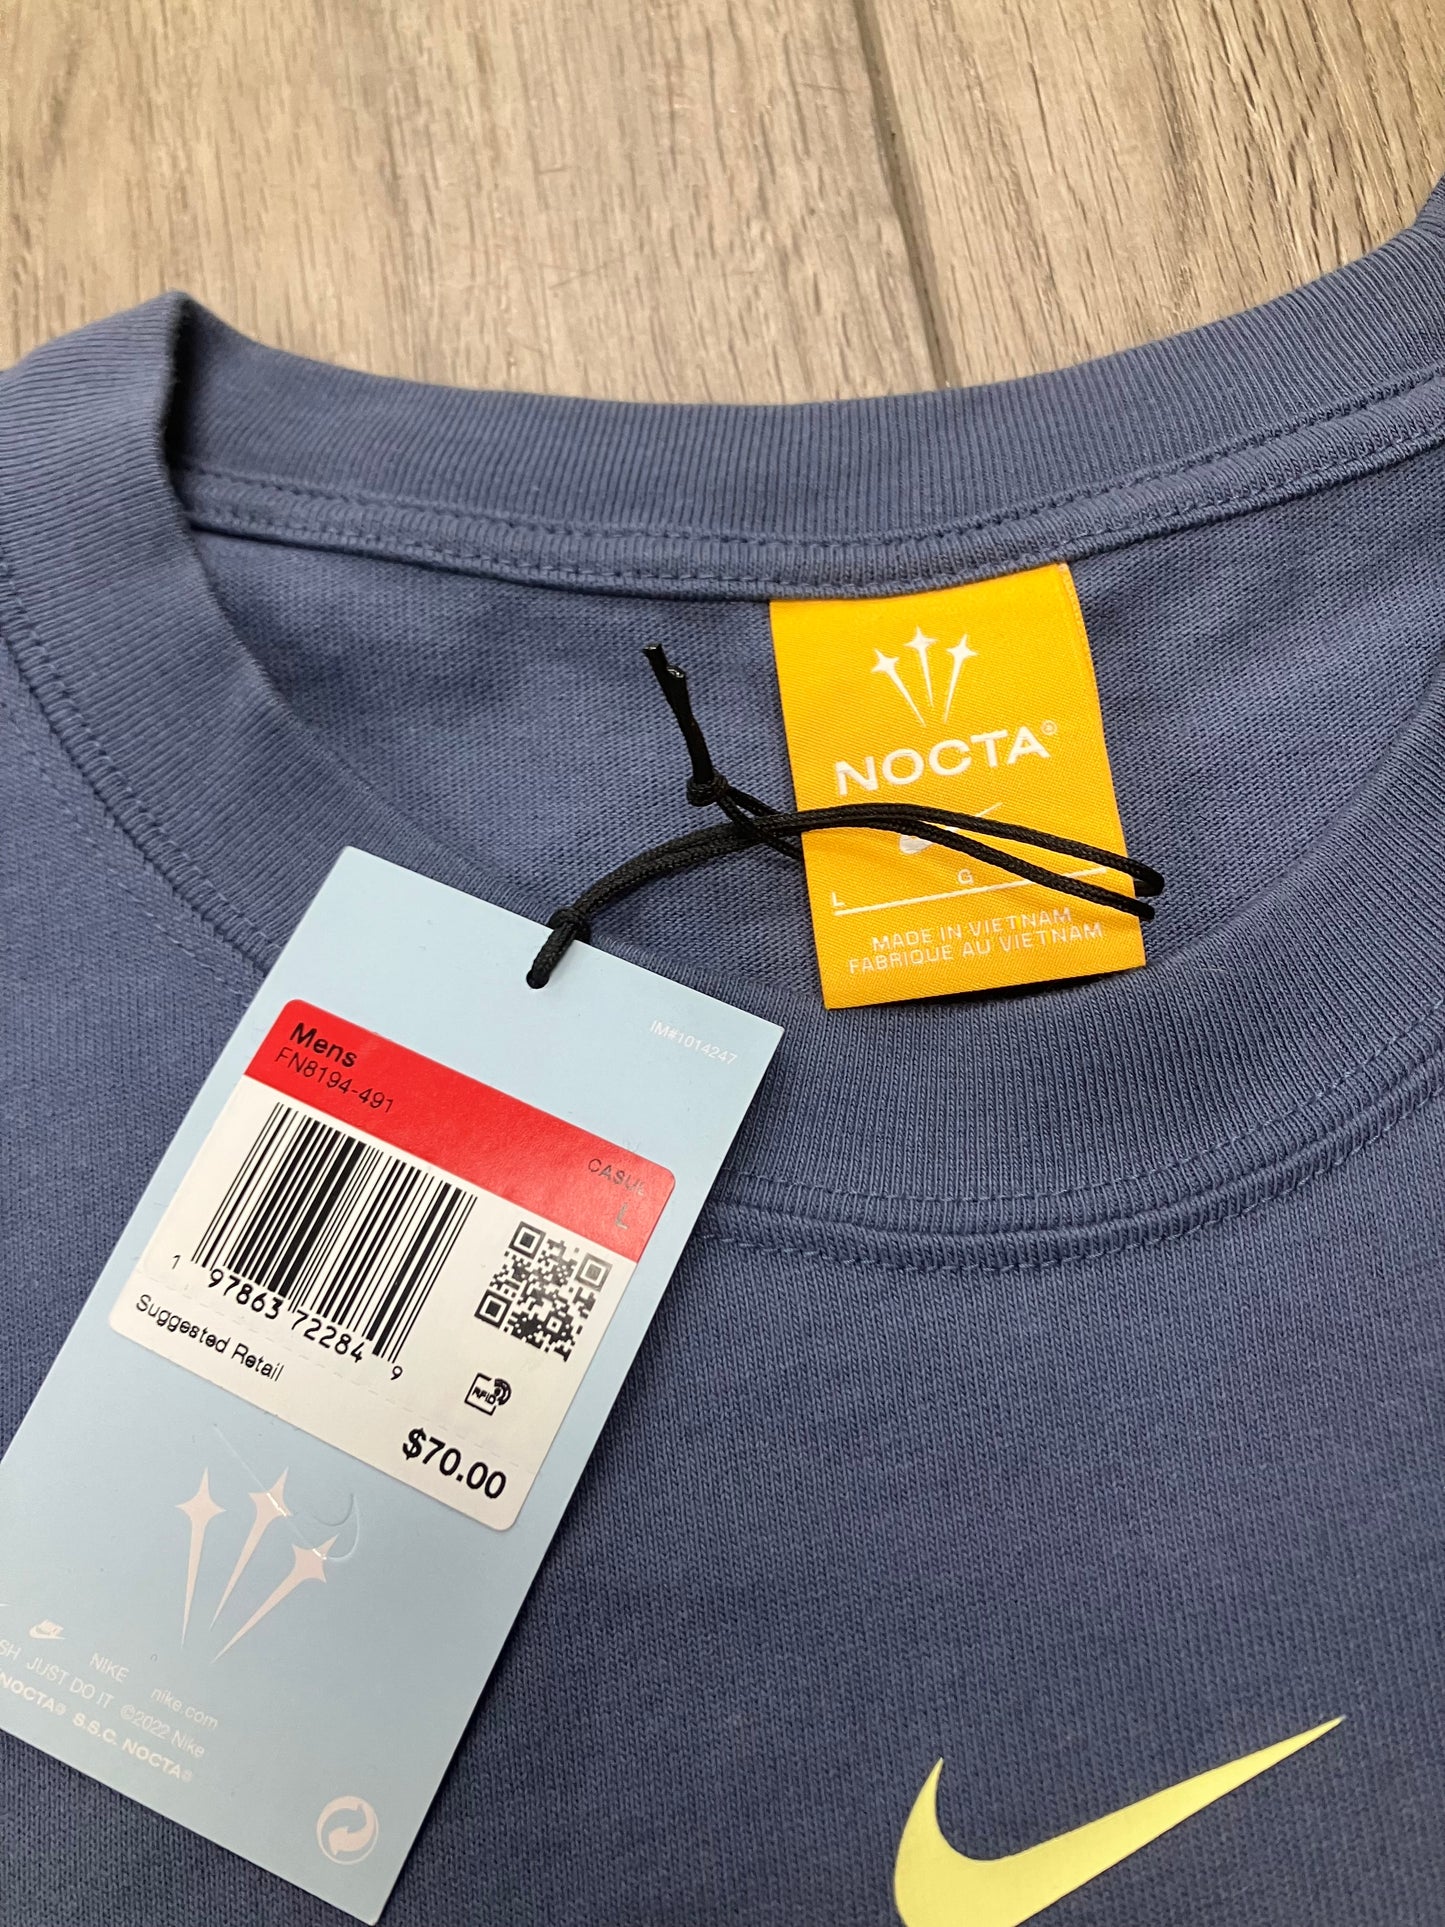 NOCTA®
L G
MADE IN VIETNAM
FABRIQUE AU VIETNAM
IM#1014247
Mens
FN8194-491
CASUAL
L
1 97863 72284 9
Suggested Retail
RFID
$70.00
NIKE nike.com
JUST DO IT ©2022 Nike
NOCTA® S.S.C. NOCTA®